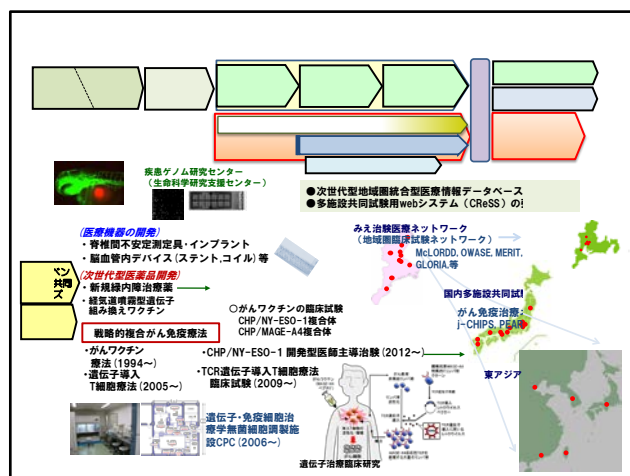 疾患ゲノム研究センター
（生命科学研究支援センター）
●次世代型地域圏統合型医療情報データベース
●多施設共同試験用webシステム（CReSS）の
(医療機器の開発)
・脊椎間不安定測定具・インプラント
・脳血管内デバイス（ステント,コイル）等
みえ治験医療ネットワーク
（地域圏臨床試験ネットワーク）
McLORDD, OWASE, MERIT,
GLORIA,等
(次世代型医薬品開発)
・新規緑内障治療薬
・経気道噴霧型遺伝子
組み換えワクチン
ペン
共同
ズ
国内多施設共同試
がん免疫治療
j-CHIPS, PEAR
〇がんワクチンの臨床試験
CHP/NY-ESO-1複合体
CHP/MAGE-A4複合体
戦略的複合がん免疫療法
・がんワクチン
療法（1994～）
・遺伝子導入
T細胞療法（2005～）
・CHP/NY-ESO-1 開発型医師主導治験（2012～）
・TCR遺伝子導入T細胞療法
臨床試験（2009～）
東アジア
遺伝子・免疫細胞治
療学無菌細胞調製施
設CPC（2006～）
遺伝子治療臨床研究